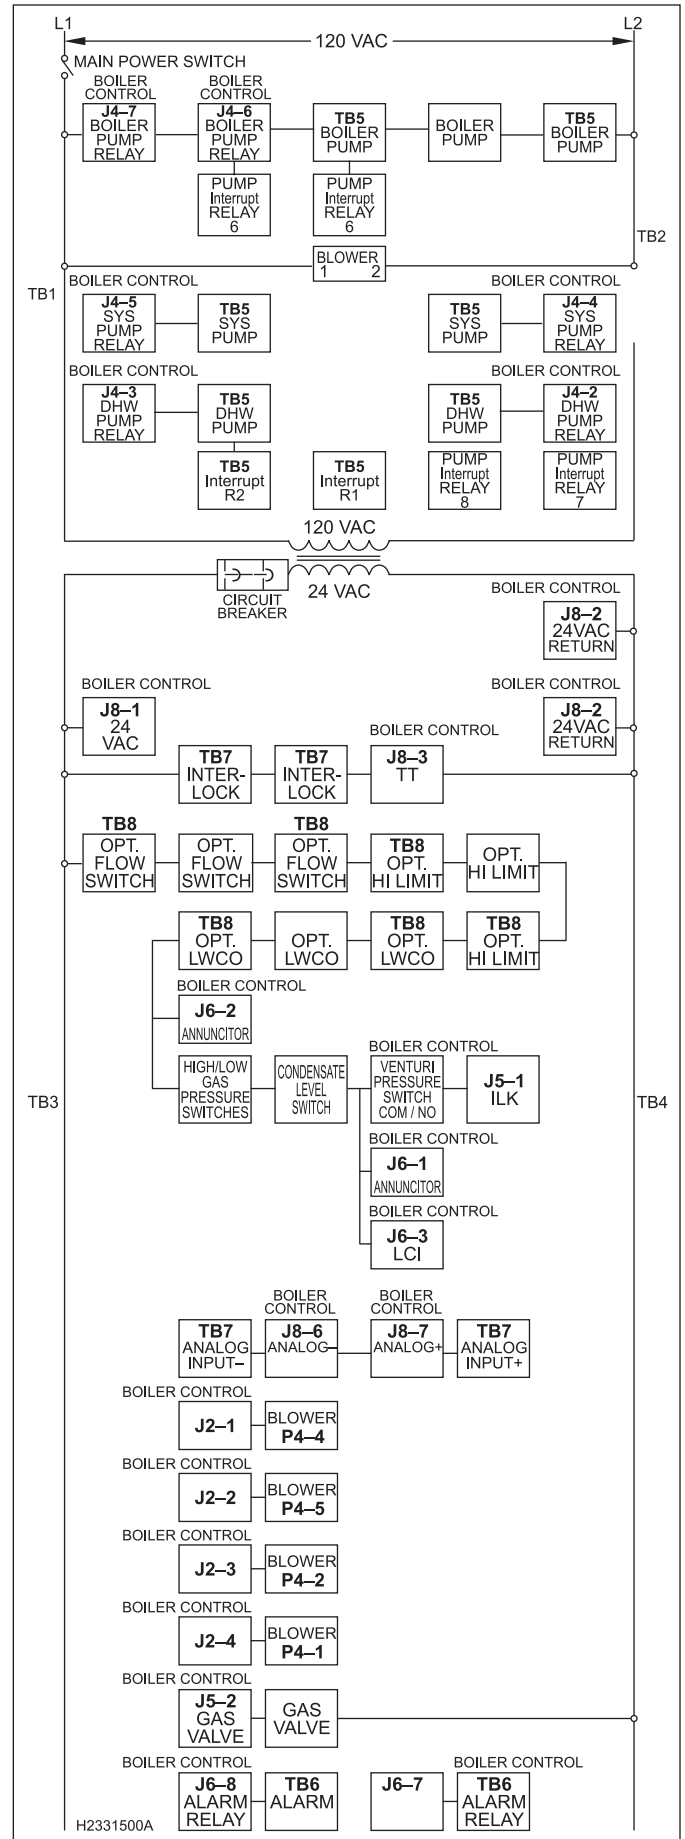 L1
L2
120 VAC
MAIN POWER SWITCH
BOILER
CONTROL
BOILER
CONTROL
J4–7
BOILER
PUMP
RELAY
J4–6
BOILER
PUMP
RELAY
TB5
BOILER
PUMP
BOILER
PUMP
TB5
BOILER
PUMP
PUMP
Interrupt
RELAY
6
PUMP
Interrupt
RELAY
6
TB2
BLOWER
1 2
TB1
BOILER CONTROL
BOILER CONTROL
J4–5
SYS
PUMP
RELAY
TB5
SYS
PUMP
TB5
SYS
PUMP
J4–4
SYS
PUMP
RELAY
BOILER CONTROL
BOILER CONTROL
J4–3
DHW
PUMP
RELAY
TB5
DHW
PUMP
TB5
DHW
PUMP
J4–2
DHW
PUMP
RELAY
TB5
Interrupt
R2
TB5
Interrupt
R1
PUMP
Interrupt
RELAY
8
PUMP
Interrupt
RELAY
7
120 VAC
24 VAC
CIRCUIT
BREAKER
BOILER CONTROL
J8–2
24VAC
RETURN
BOILER CONTROL
BOILER CONTROL
J8–1
24
VAC
J8–2
24VAC
RETURN
BOILER CONTROL
TB7
INTER-
LOCK
TB7
INTER-
LOCK
J8–3
TT
TB8
OPT.
FLOW
SWITCH
OPT.
FLOW
SWITCH
TB8
OPT.
FLOW
SWITCH
TB8
OPT.
HI LIMIT
OPT.
HI LIMIT
TB8
OPT.
LWCO
OPT.
LWCO
TB8
OPT.
LWCO
TB8
OPT.
HI LIMIT
BOILER CONTROL
J6–2
ANNUNCITOR
BOILER CONTROL
HIGH/LOW
GAS
PRESSURE
SWITCHES
CONDENSATE
LEVEL
SWITCH
VENTURI
PRESSURE
SWITCH
COM / NO
J5–1
ILK
TB3
TB4
BOILER CONTROL
J6–1
ANNUNCITOR
BOILER CONTROL
J6–3
LCI
BOILER
CONTROL
BOILER
CONTROL
TB7
ANALOG
INPUT–
J8–6
ANALOG–
J8–7
ANALOG+
TB7
ANALOG
INPUT+
BOILER CONTROL
J2–1
BLOWER
P4–4
BOILER CONTROL
J2–2
BLOWER
P4–5
BOILER CONTROL
J2–3
BLOWER
P4–2
BOILER CONTROL
J2–4
BLOWER
P4–1
BOILER CONTROL
J5–2
GAS
VALVE
GAS
VALVE
BOILER CONTROL
BOILER CONTROL
J6–8
ALARM
RELAY
TB6
ALARM
J6–7
TB6
ALARM
RELAY
H2331500A